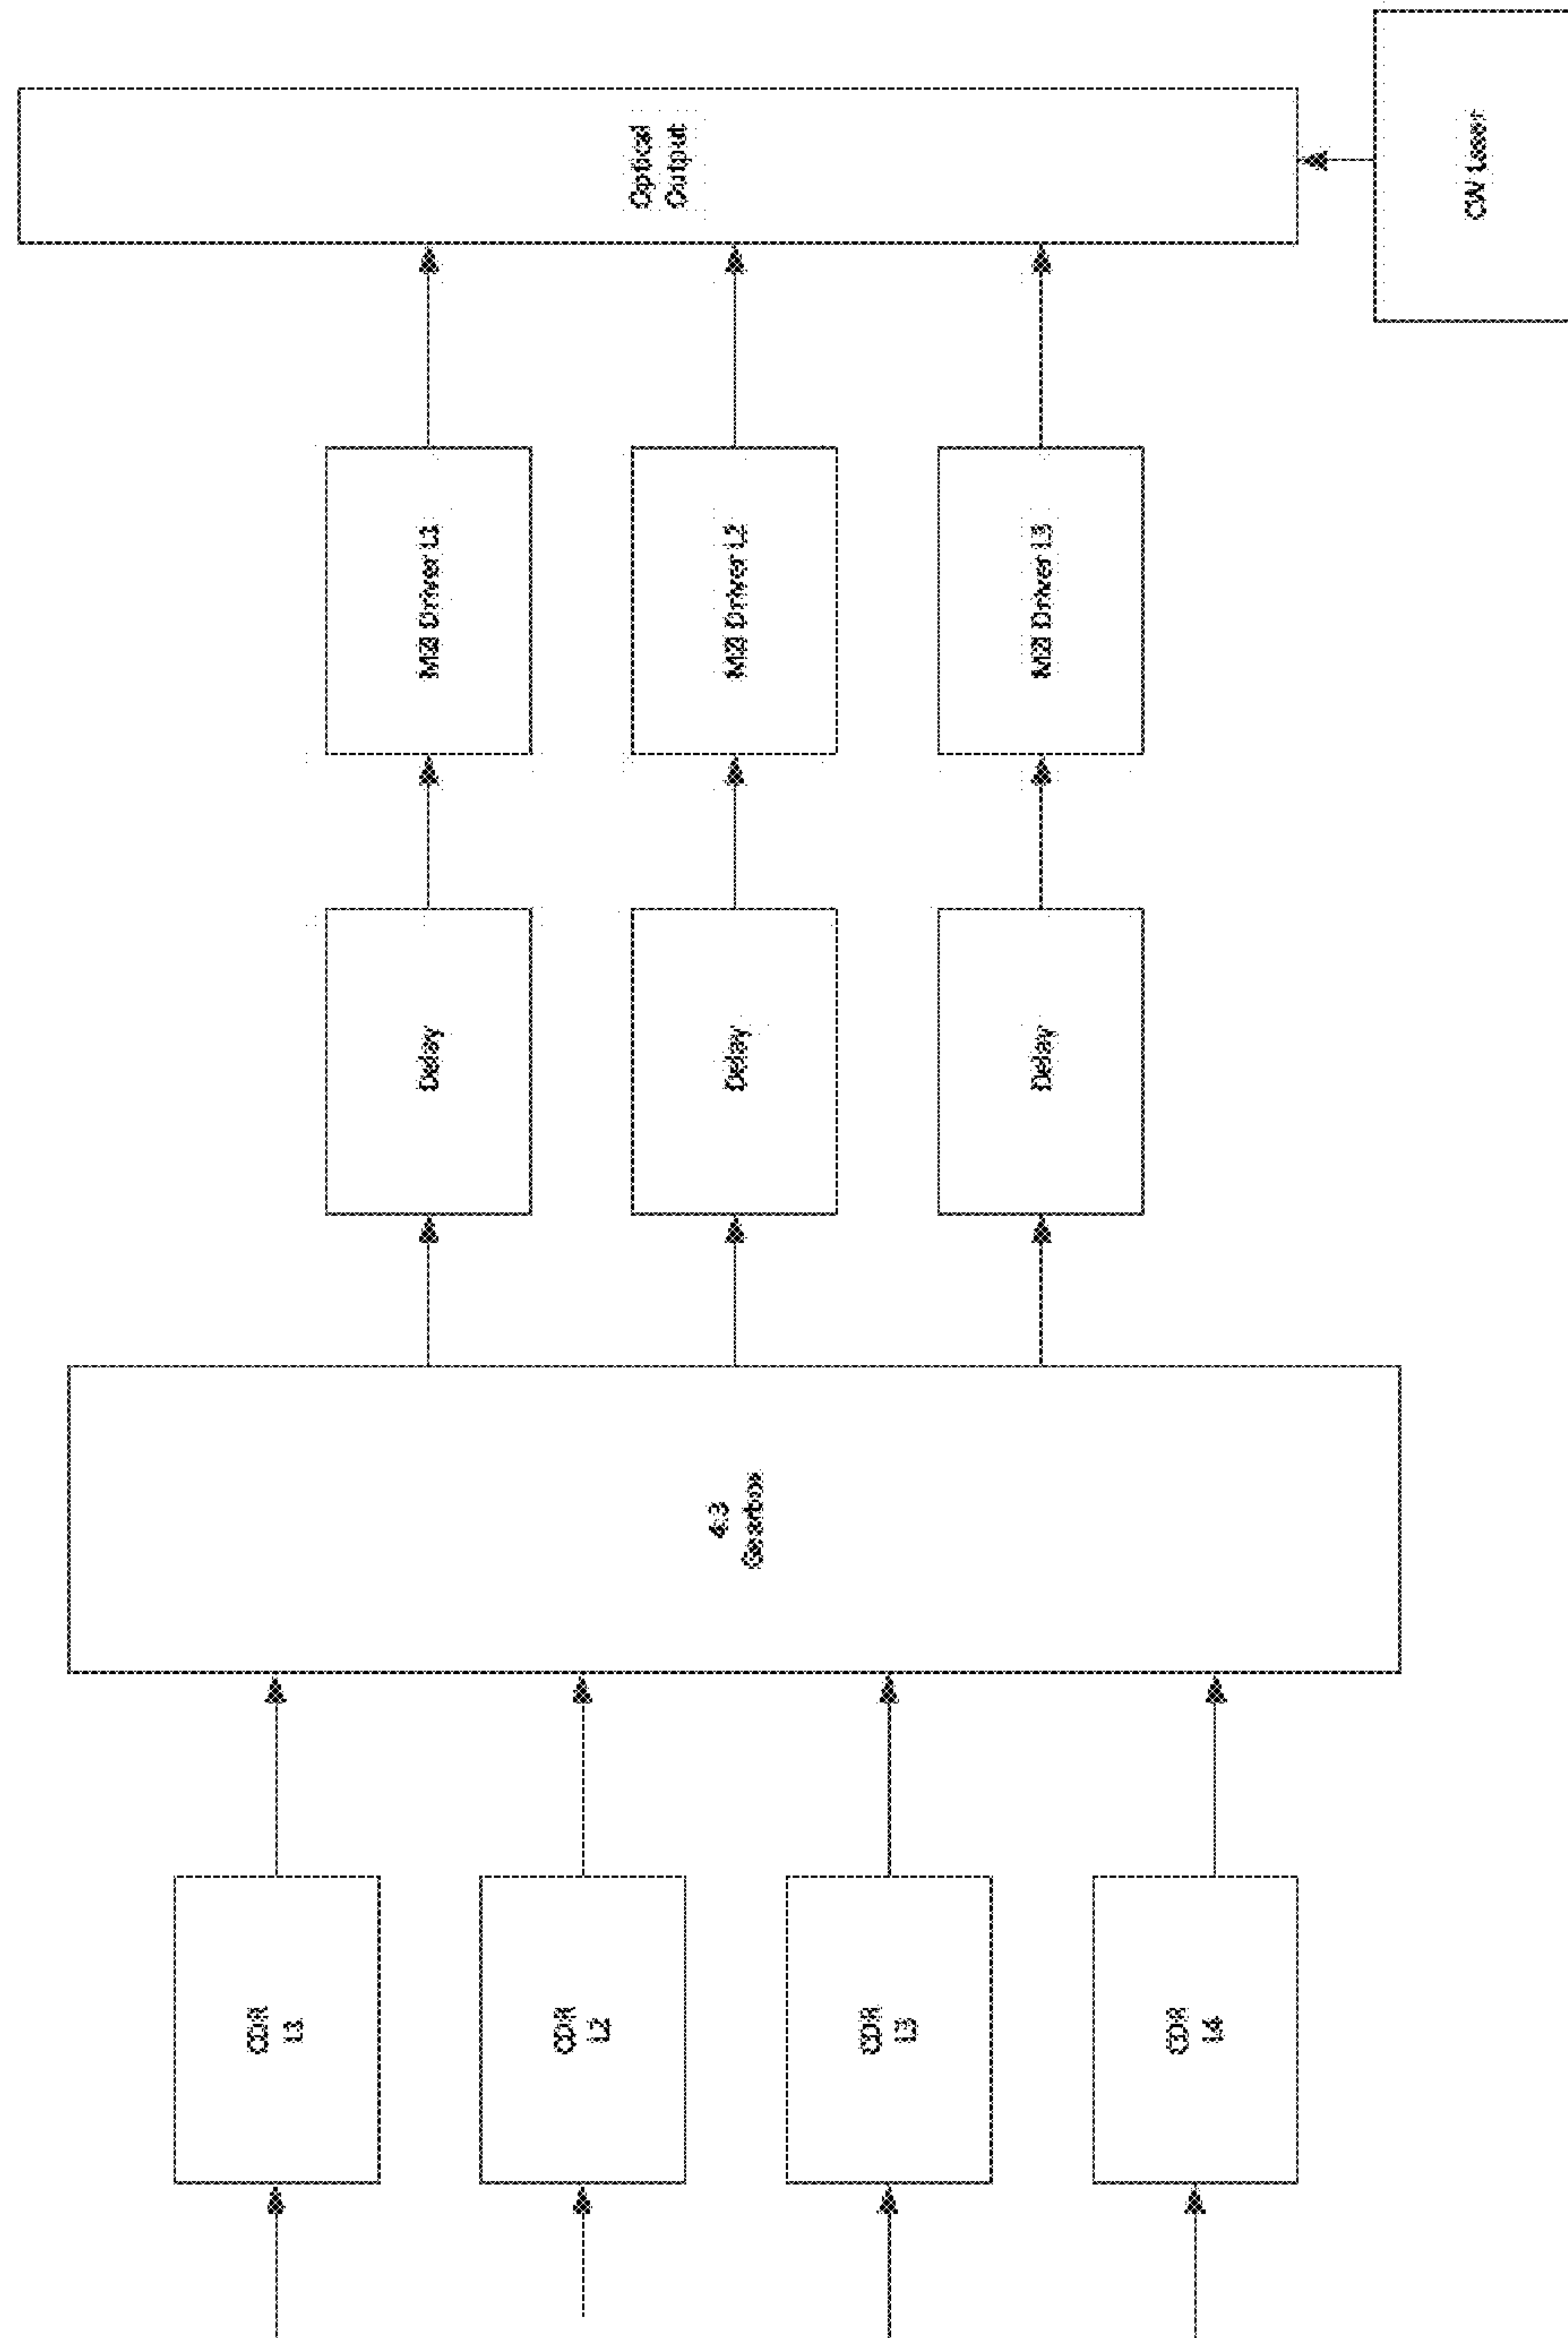 CDR
L1
CDR
L2
CDR
L3
CDR
L4
4:3
Gearbox
Delay
Delay
Delay
MZI Driver L1
MZI Driver L2
MZI Driver L3
Optical
Output
CW Laser